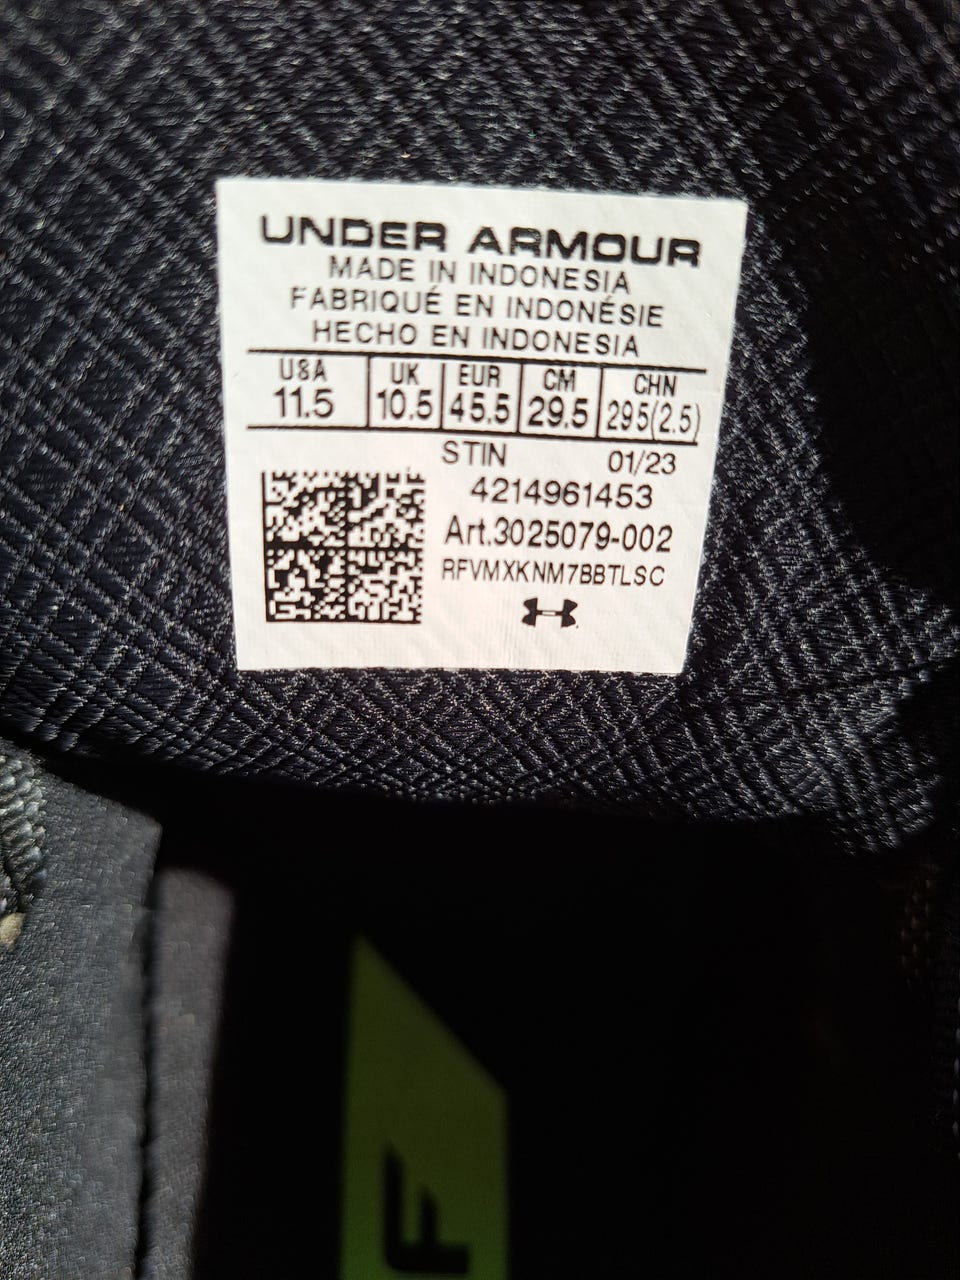 UNDER ARMOUR
MADE IN INDONESIA
FABRIQUÉ EN INDONÉSIE
HECHO EN INDONESIA
USA UK EUR CM CHN
11.5 10.5 45.5 29.5 295(2.5)
STIN 01/23
4214961453
Art.3025079-002
RFVMXKNM7BBTLSC
F